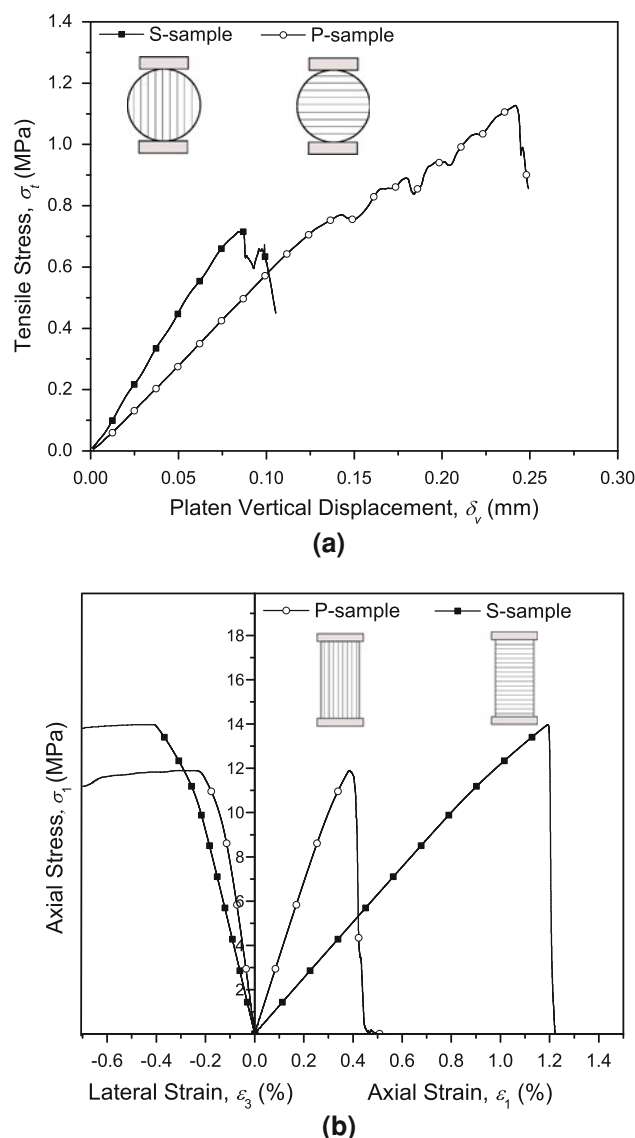 S-sample P-sample
1.4
1.2
1.0
0.8
0.6
0.4
0.2
0.0
Tensile Stress, σt (MPa)
0.00 0.05 0.10 0.15 0.20 0.25 0.30
Platen Vertical Displacement, δv (mm)
(a)
P-sample S-sample
18
16
14
12
10
8
6
4
2
Axial Stress, σ1 (MPa)
-0.6 -0.4 -0.2 0.0 0.2 0.4 0.6 0.8 1.0 1.2 1.4
Lateral Strain, ε3 (%) Axial Strain, ε1 (%)
(b)